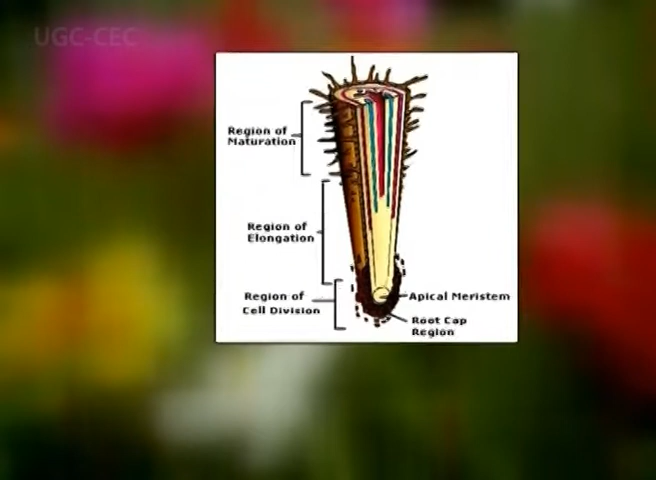 UGC-CEC
Region of
Maturation
Region of
Elongation
Region of
Cell Division
Apical Meristem
Root Cap
Region